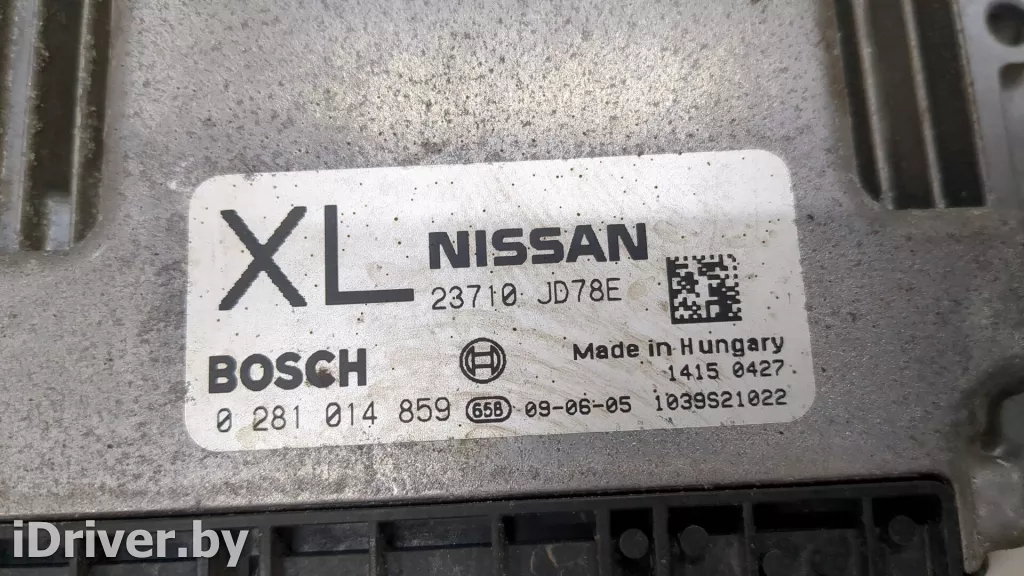 XL NISSAN
23710 JD78E
BOSCH Made in Hungary
1415 0427
0 281 014 859 65B 09-06-05 1039S21022
iDriver.by